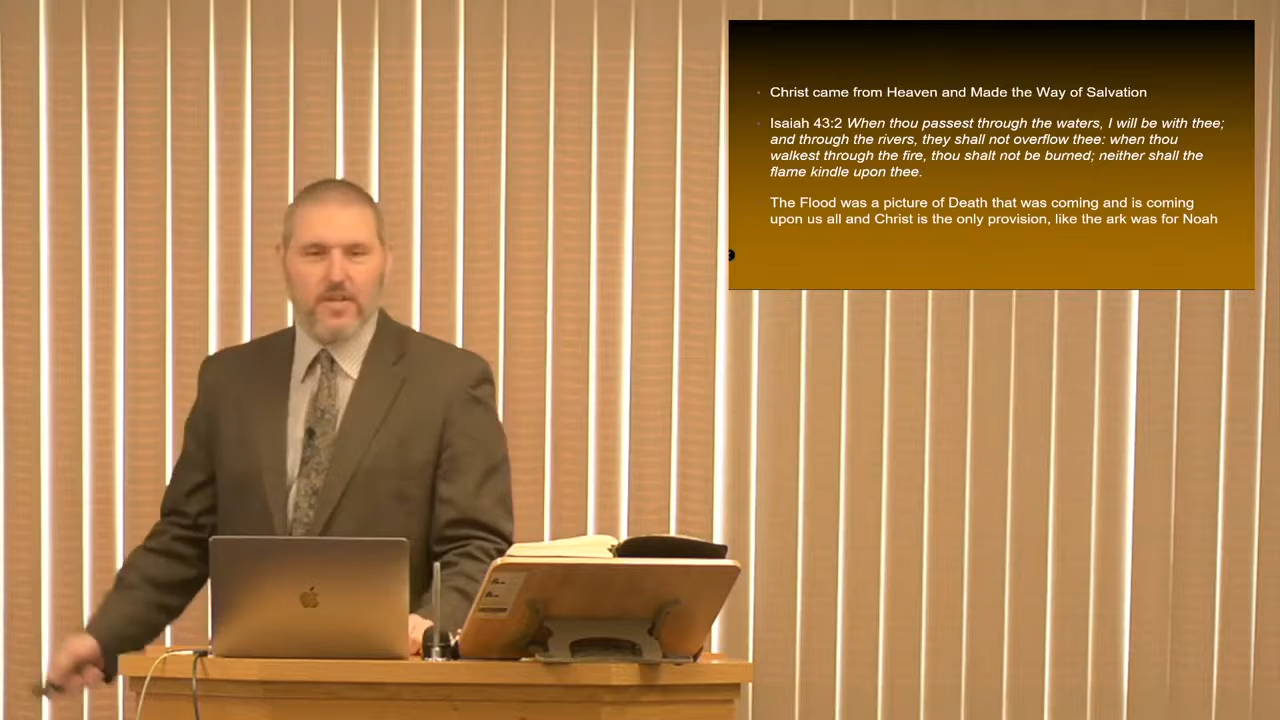 Christ came from Heaven and Made the Way of Salvation
Isaiah 43:2 When thou passest through the waters, I will be with thee;
and through the rivers, they shall not overflow thee: when thou
walkest through the fire, thou shalt not be burned; neither shall the
flame kindle upon thee.
The Flood was a picture of Death that was coming and is coming
upon us all and Christ is the only provision, like the ark was for Noah